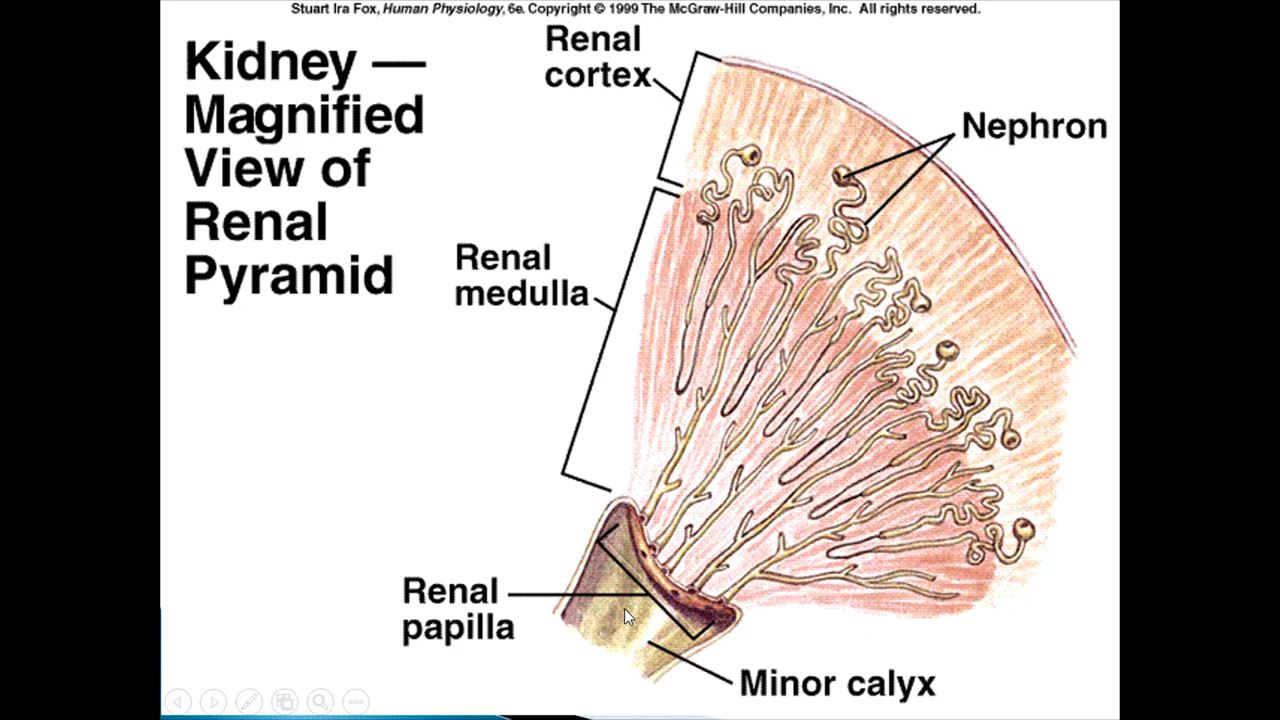 Stuart Ira Fox, Human Physiology, 6e. Copyright © 1999 The McGraw-Hill Companies, Inc. All rights reserved.
Kidney —
Magnified
View of
Renal
Pyramid
Renal
cortex
Nephron
Renal
medulla
Renal
papilla
Minor calyx